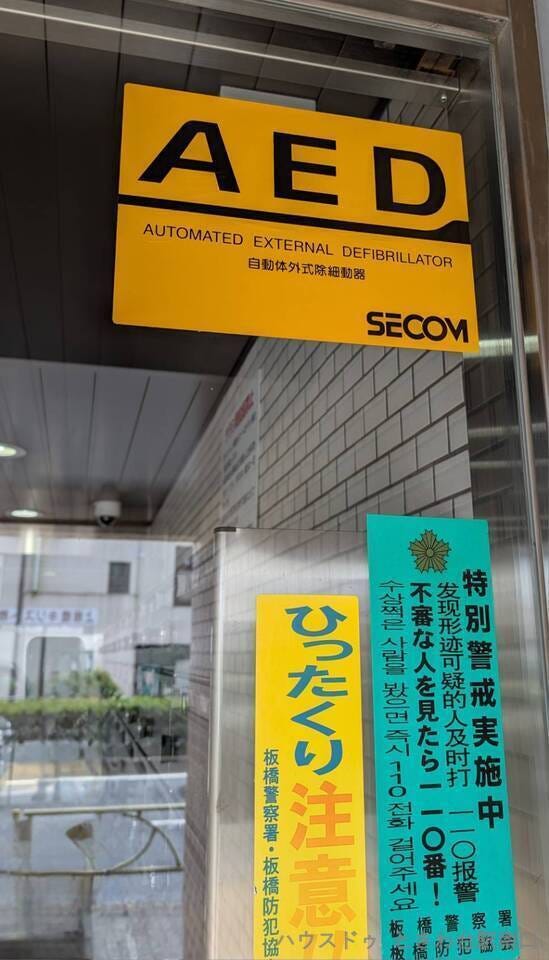 AED
AUTOMATED EXTERNAL DEFIBRILLATOR
自動体外式除細動器
SECOM
特別警戒実施中
发现形迹可疑的人及时打 一一〇报警
不審な人を見たら一一〇番!
수상쩍은 사람을 봤으면 즉시 110 전화 걸어주세요
板橋警察署
板橋防犯協会
ひったくり注意
板橋警察署・板橋防犯協
ハウスドゥ